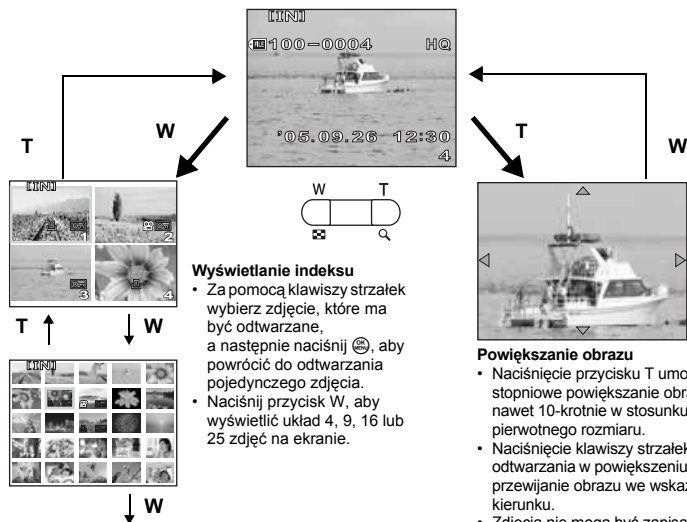 [IN]
100-0004 HQ
'05.09.26 12:30
4
T
W
T
W
[IN]
1
2
3
4
W T
T
W
[IN]
W
Wyświetlanie indeksu
• Za pomocą klawiszy strzałek
wybierz zdjęcie, które ma
być odtwarzane,
a następnie naciśnij OK MENU, aby
powrócić do odtwarzania
pojedynczego zdjęcia.
• Naciśnij przycisk W, aby
wyświetlić układ 4, 9, 16 lub
25 zdjęć na ekranie.
Powiększanie obrazu
• Naciśnięcie przycisku T umo
stopniowe powiększanie obra
nawet 10-krotnie w stosunku
pierwotnego rozmiaru.
• Naciśnięcie klawiszy strzałek
odtwarzania w powiększeniu
przewijanie obrazu we wskaz
kierunku.